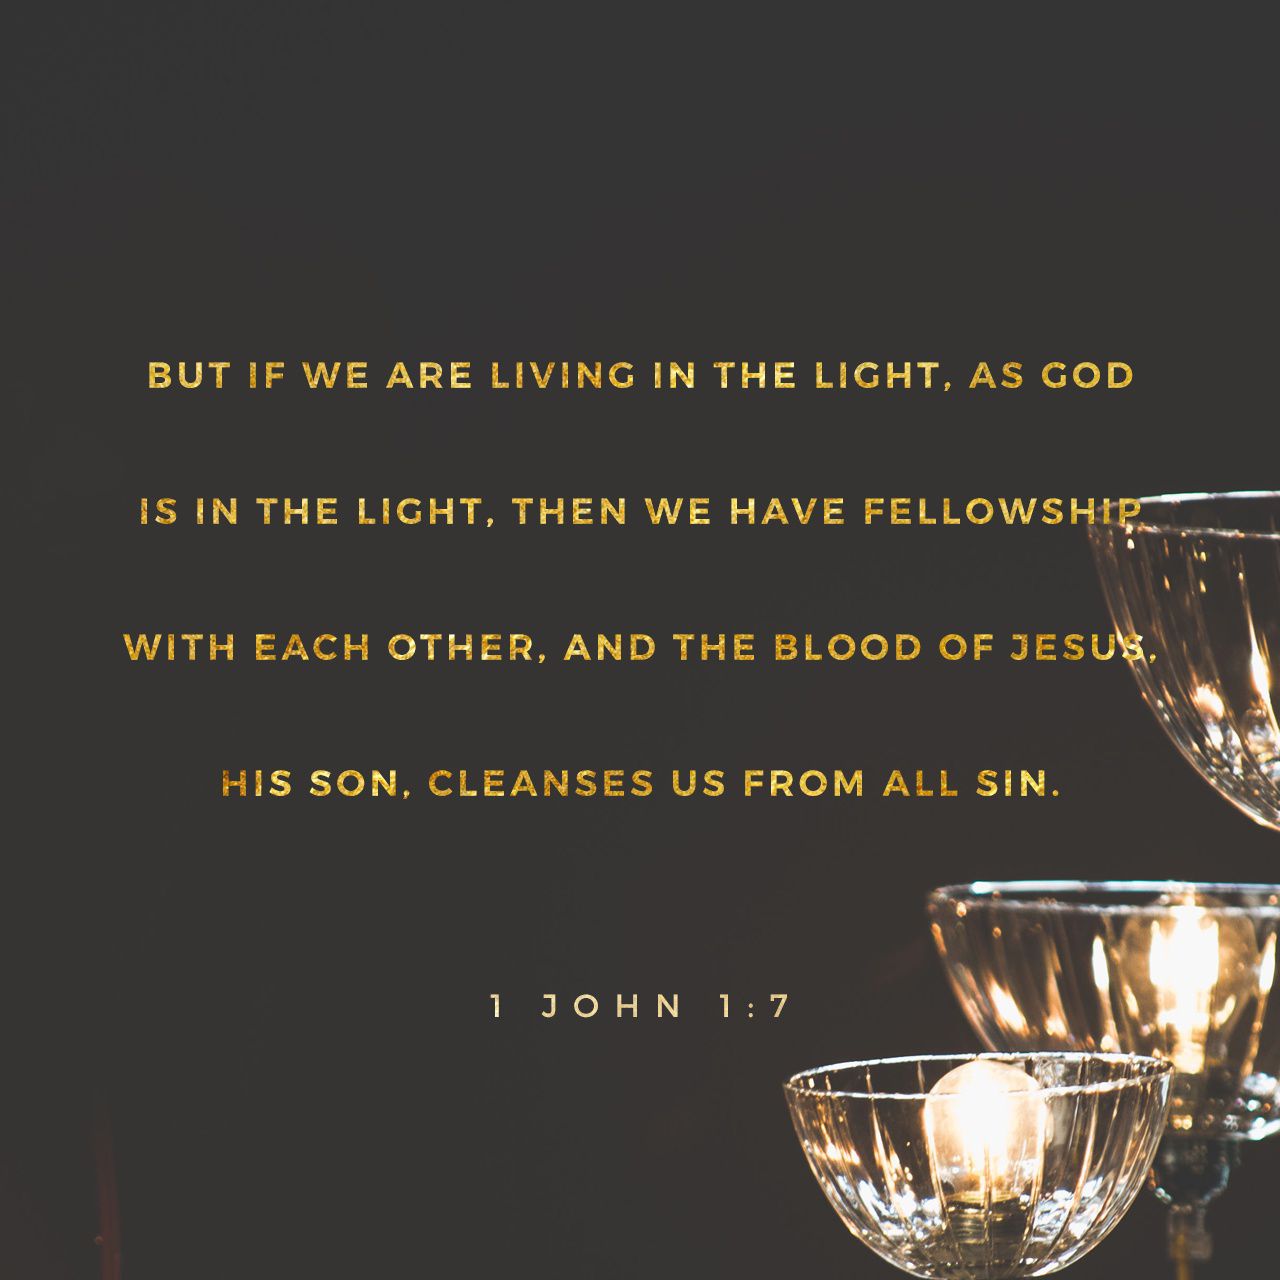 BUT IF WE ARE LIVING IN THE LIGHT, AS GOD
IS IN THE LIGHT, THEN WE HAVE FELLOWSHIP
WITH EACH OTHER, AND THE BLOOD OF JESUS,
HIS SON, CLEANSES US FROM ALL SIN.
1 JOHN 1:7